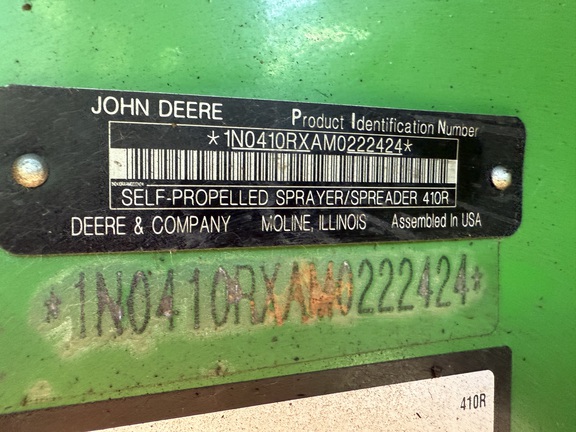 JOHN DEERE Product Identification Number
*1N0410RXAM0222424*
SELF-PROPELLED SPRAYER/SPREADER 410R
DEERE & COMPANY MOLINE, ILLINOIS Assembled In USA
*1N0410RXAM0222424*
410R